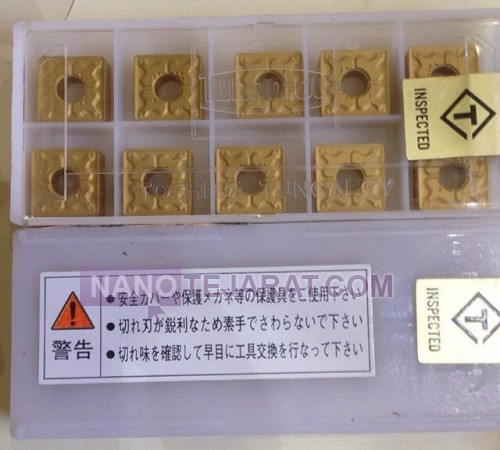 Tungaloy
INSPECTED
T
TOSHIBA TUNGALOY
NANOTEJARAT.COM
警告
●安全カバーや保護メガネ等の保護具をご使用下さい
●切れ刃が鋭利なため素手でさわらないで下さい
●切れ味を確認して早目に工具交換を行なって下さい
INSPECTED
T